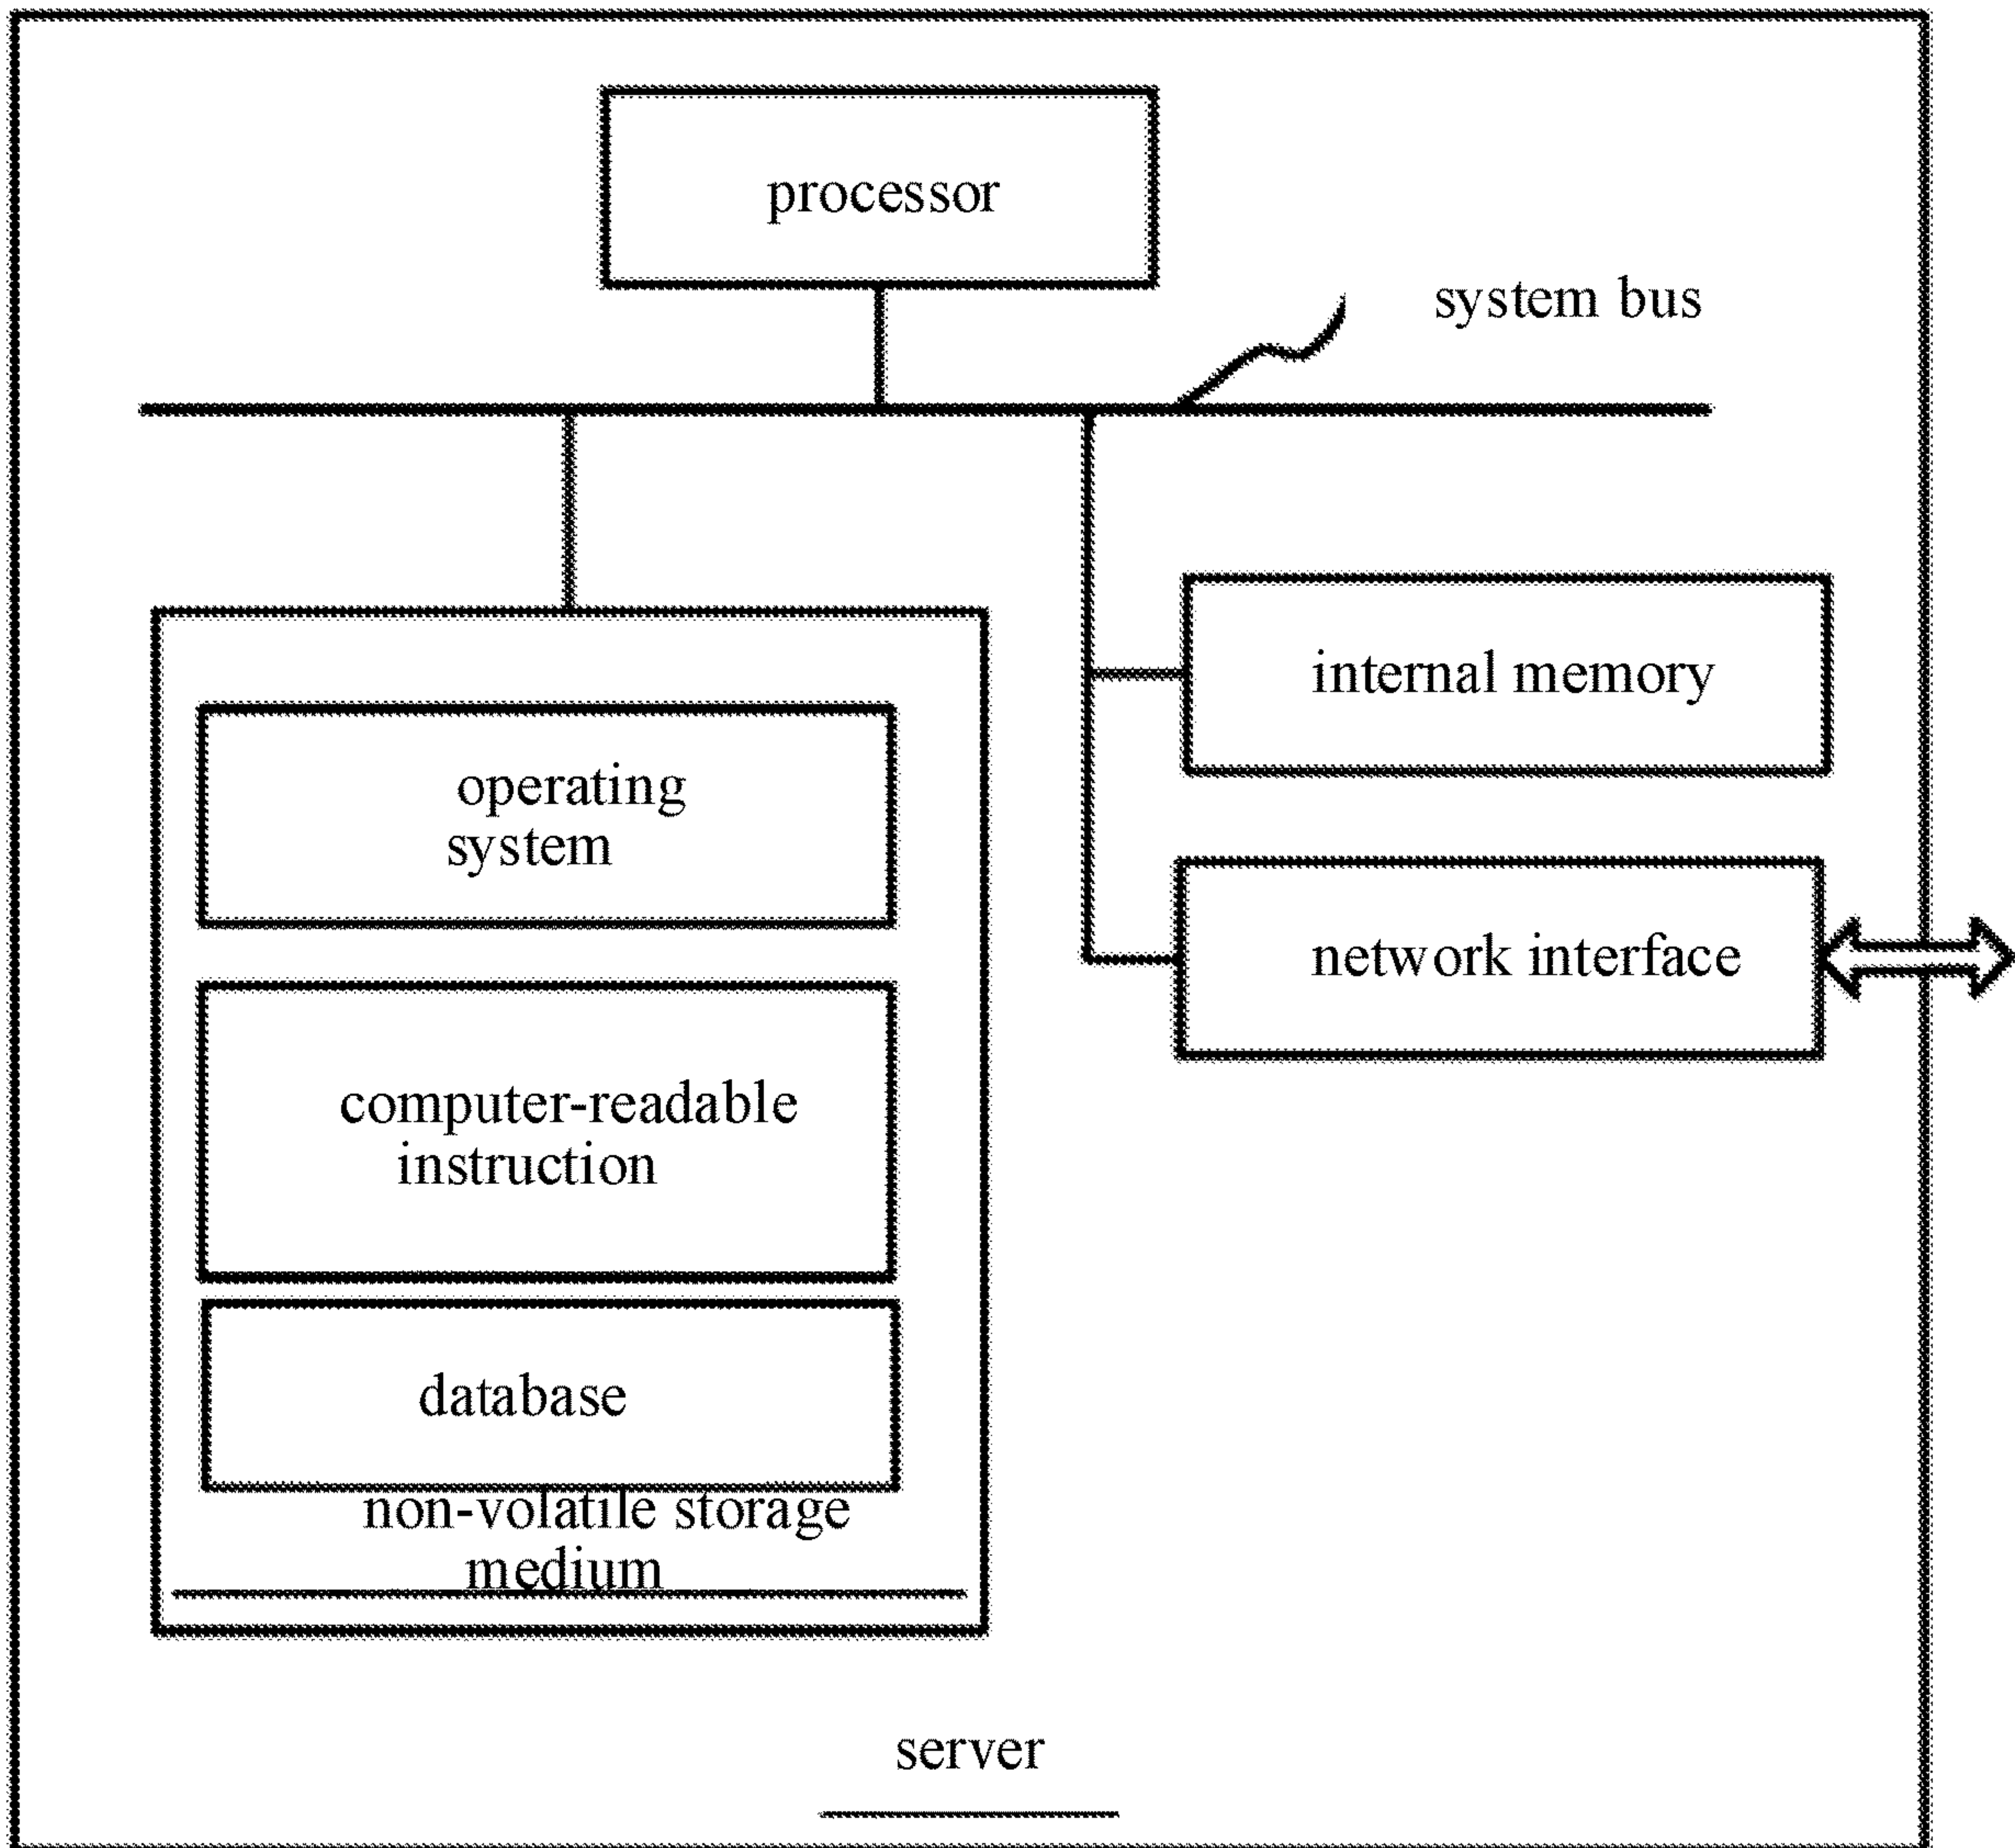 processor
system bus
internal memory
operating
system
network interface
computer-readable
instruction
database
non-volatile storage
medium
server